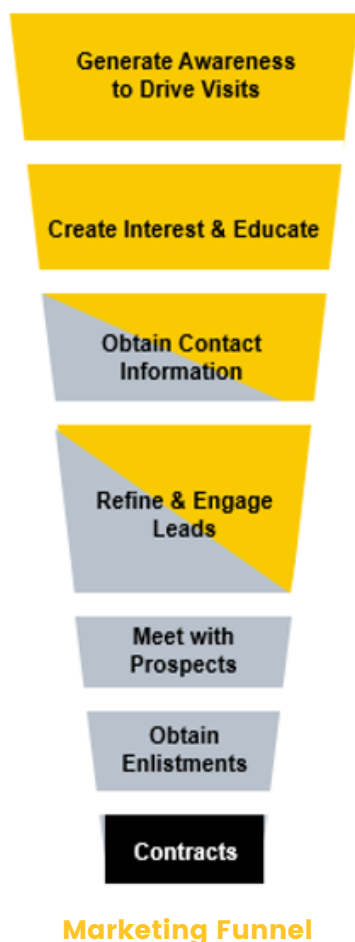 Generate Awareness
to Drive Visits
Create Interest & Educate
Obtain Contact
Information
Refine & Engage
Leads
Meet with
Prospects
Obtain
Enlistments
Contracts
Marketing Funnel